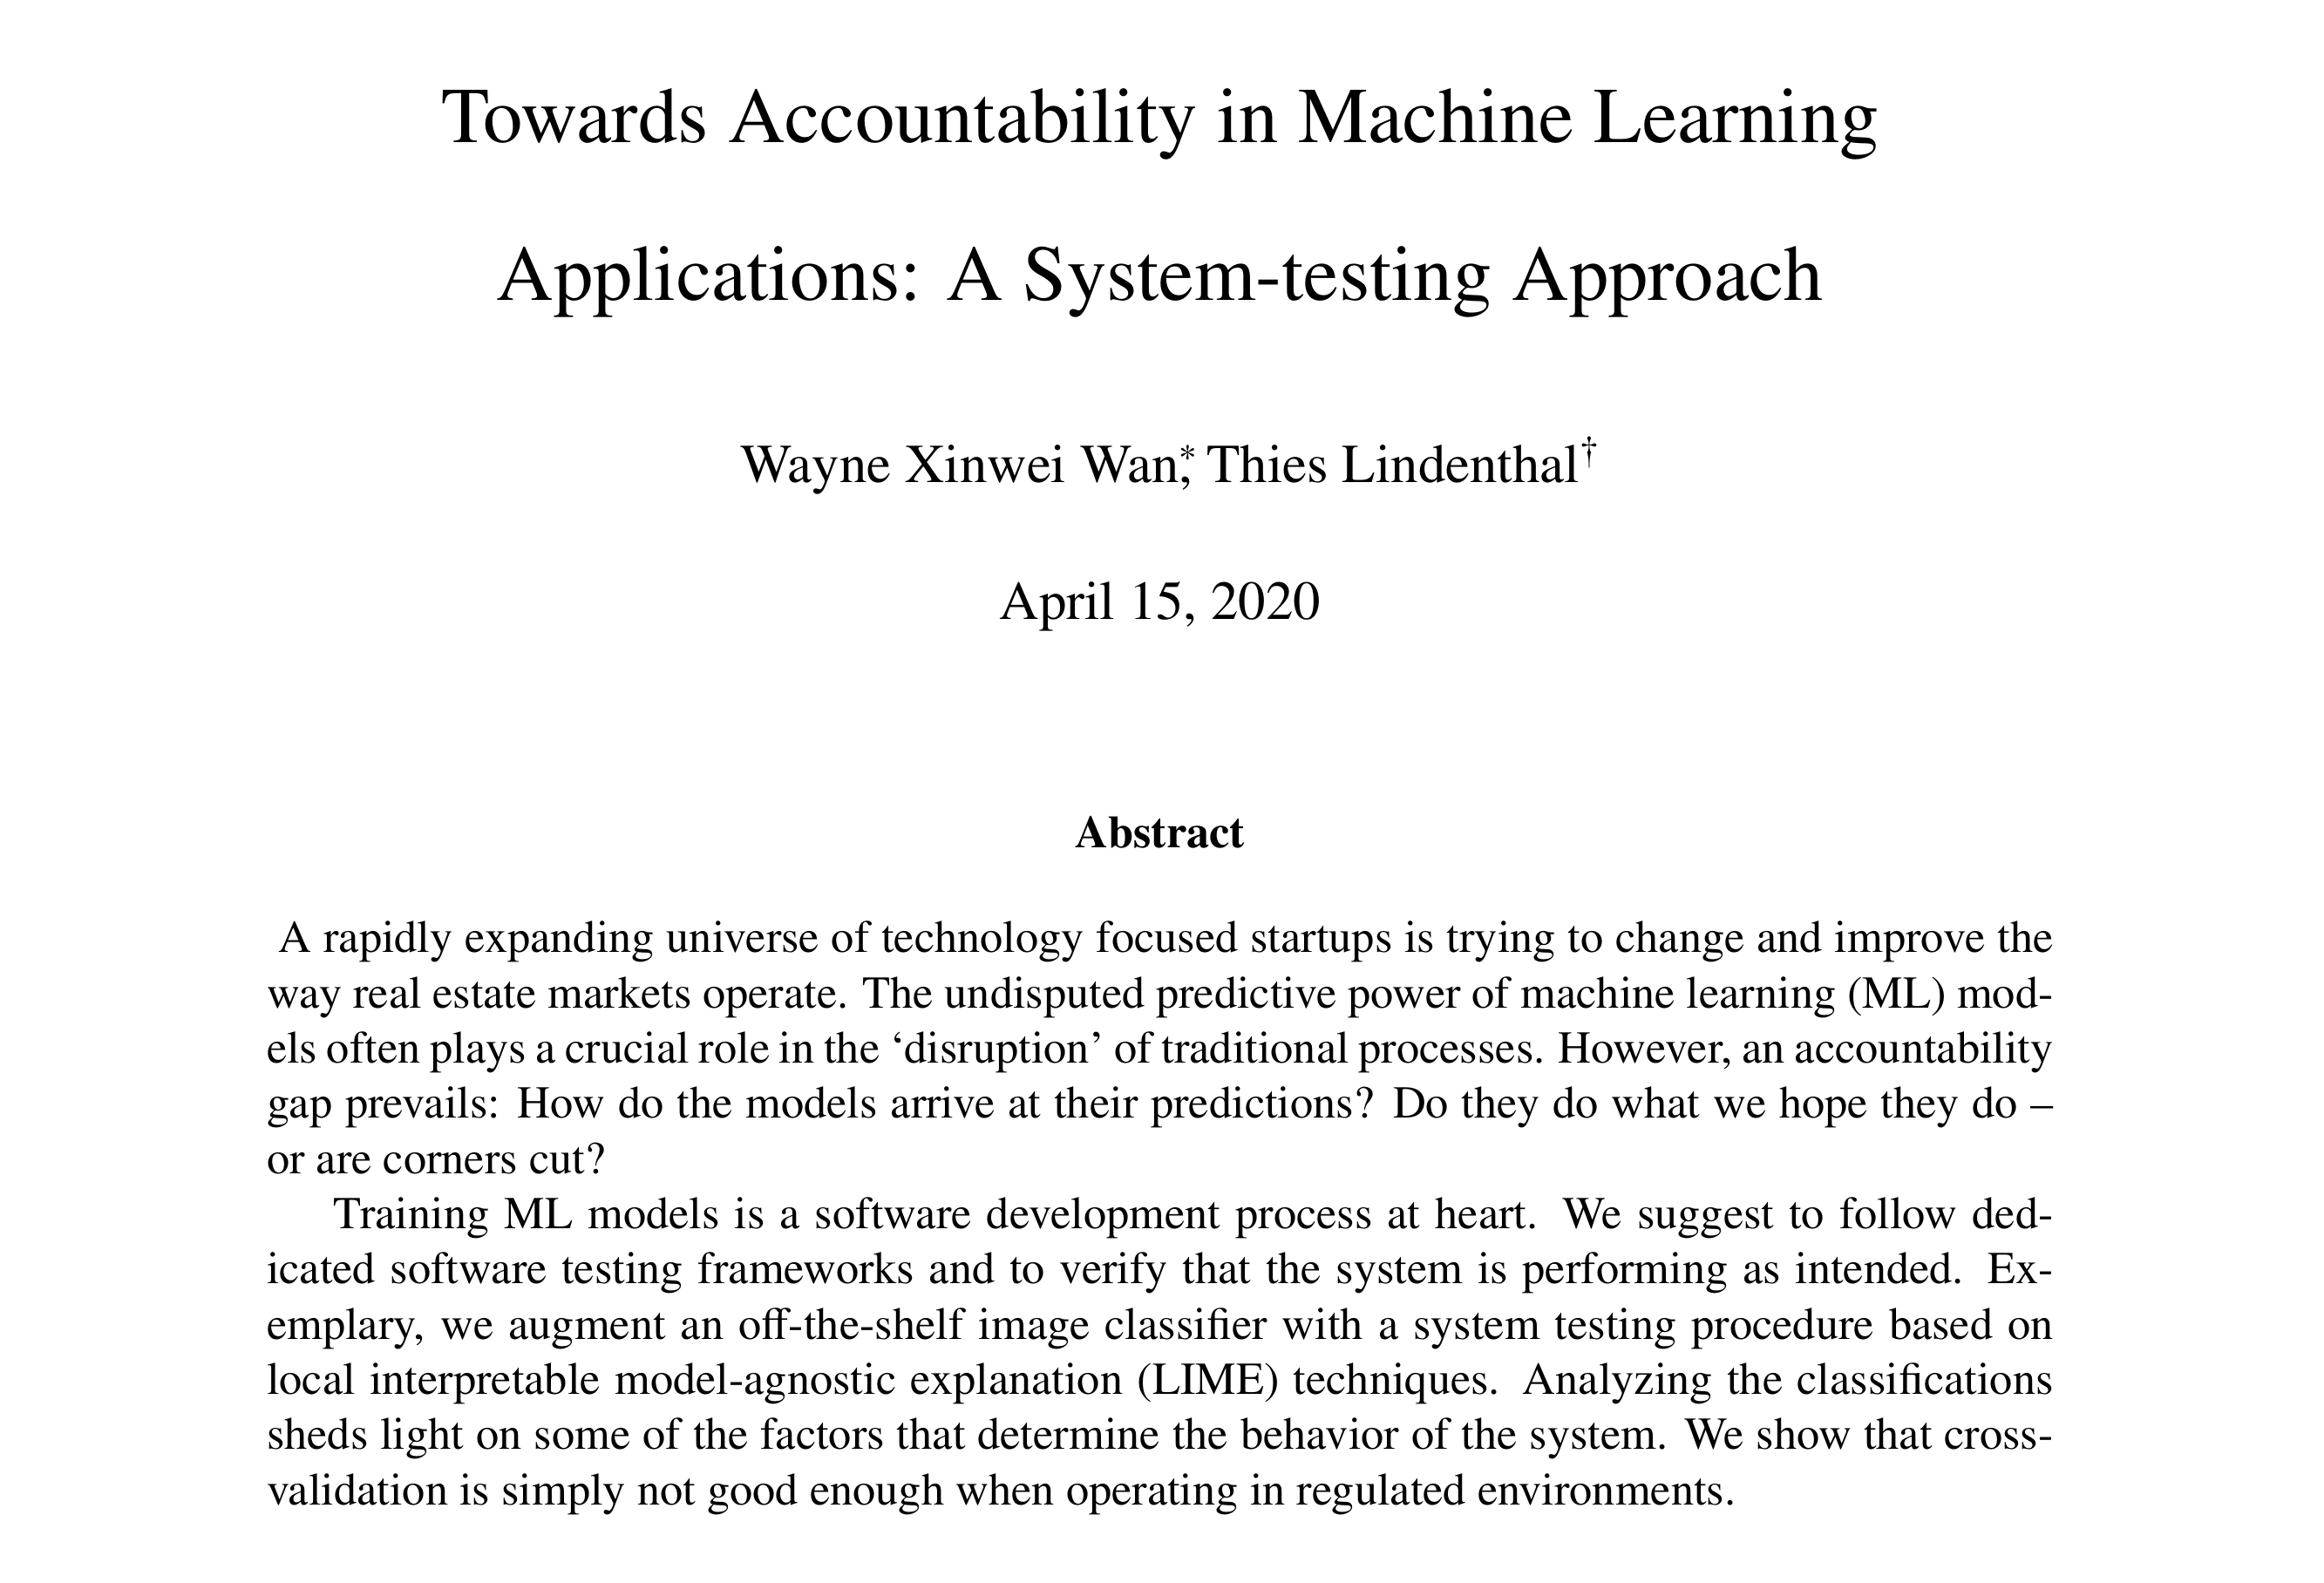 Towards Accountability in Machine Learning
Applications: A System-testing Approach
Wayne Xinwei Wan,* Thies Lindenthal†
April 15, 2020
Abstract
A rapidly expanding universe of technology focused startups is trying to change and improve the
way real estate markets operate. The undisputed predictive power of machine learning (ML) mod-
els often plays a crucial role in the ‘disruption’ of traditional processes. However, an accountability
gap prevails: How do the models arrive at their predictions? Do they do what we hope they do –
or are corners cut?
Training ML models is a software development process at heart. We suggest to follow ded-
icated software testing frameworks and to verify that the system is performing as intended. Ex-
emplary, we augment an off-the-shelf image classifier with a system testing procedure based on
local interpretable model-agnostic explanation (LIME) techniques. Analyzing the classifications
sheds light on some of the factors that determine the behavior of the system. We show that cross-
validation is simply not good enough when operating in regulated environments.